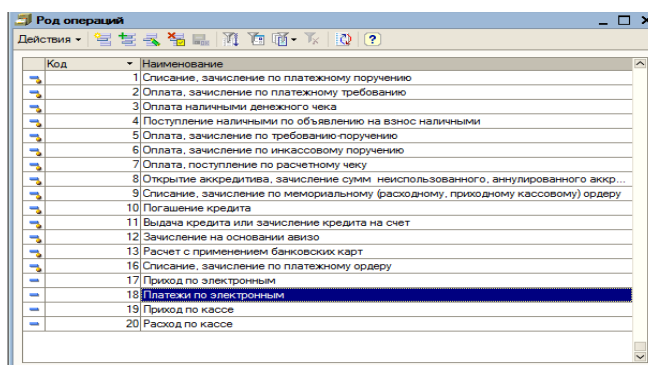 Род операций
Действия
Код Наименование
1 Списание, зачисление по платежному поручению
2 Оплата, зачисление по платежному требованию
3 Оплата наличными денежного чека
4 Поступление наличными по объявлению на взнос наличными
5 Оплата, зачисление по требованию-поручению
6 Оплата, зачисление по инкассовому поручению
7 Оплата, поступление по расчетному чеку
8 Открытие аккредитива, зачисление сумм неиспользованного, аннулированного аккр...
9 Списание, зачисление по мемориальному (расходному, приходному кассовому) ордеру
10 Погашение кредита
11 Выдача кредита или зачисление кредита на счет
12 Зачисление на основании авизо
13 Расчет с применением банковских карт
16 Списание, зачисление по платежному ордеру
17 Приход по электронным
18 Платежи по электронным
19 Приход по кассе
20 Расход по кассе